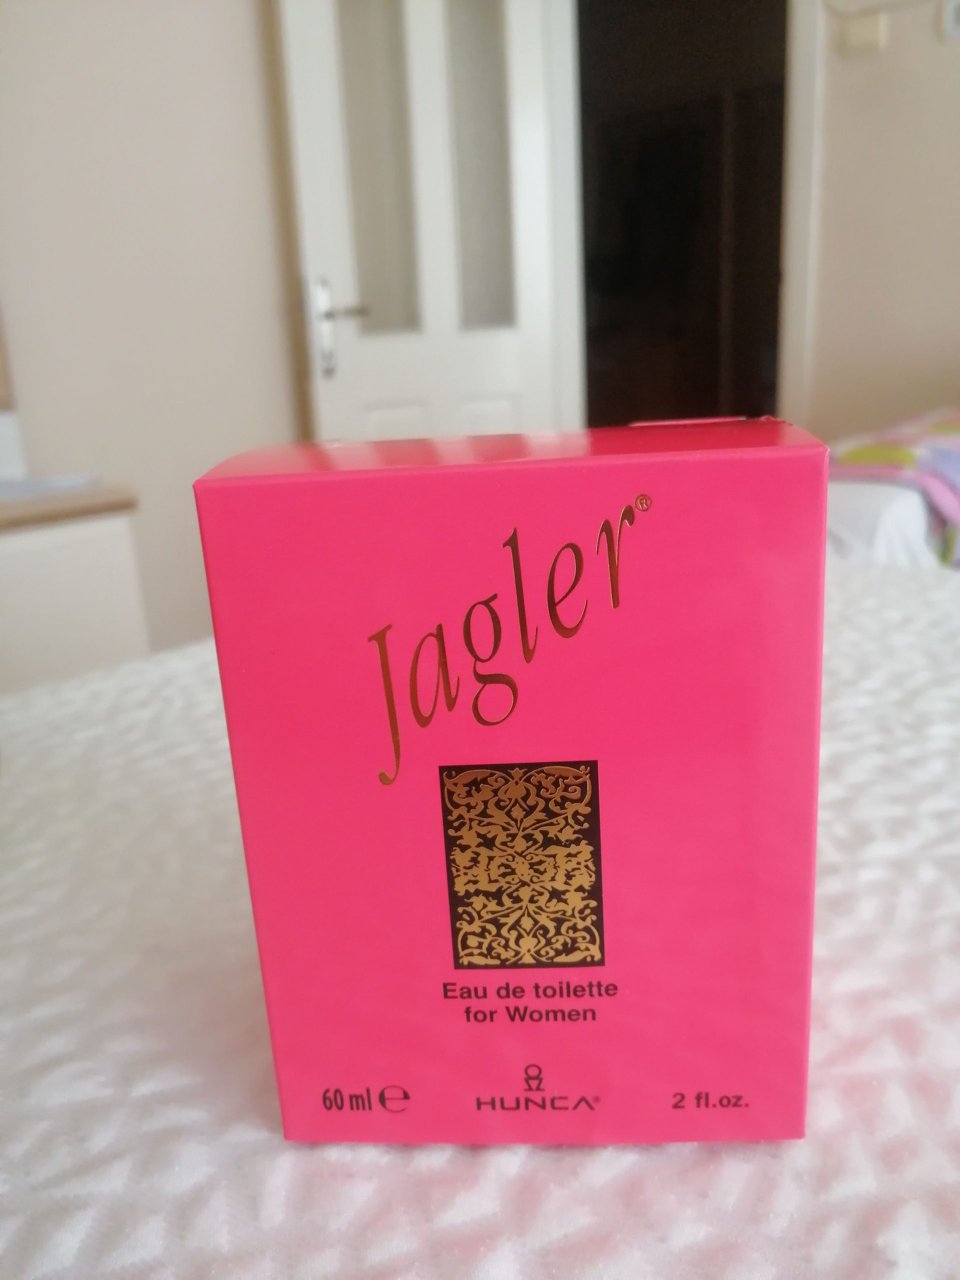 Jagler®
Eau de toilette
for Women
60 ml ℮
HUNCA®
2 fl.oz.